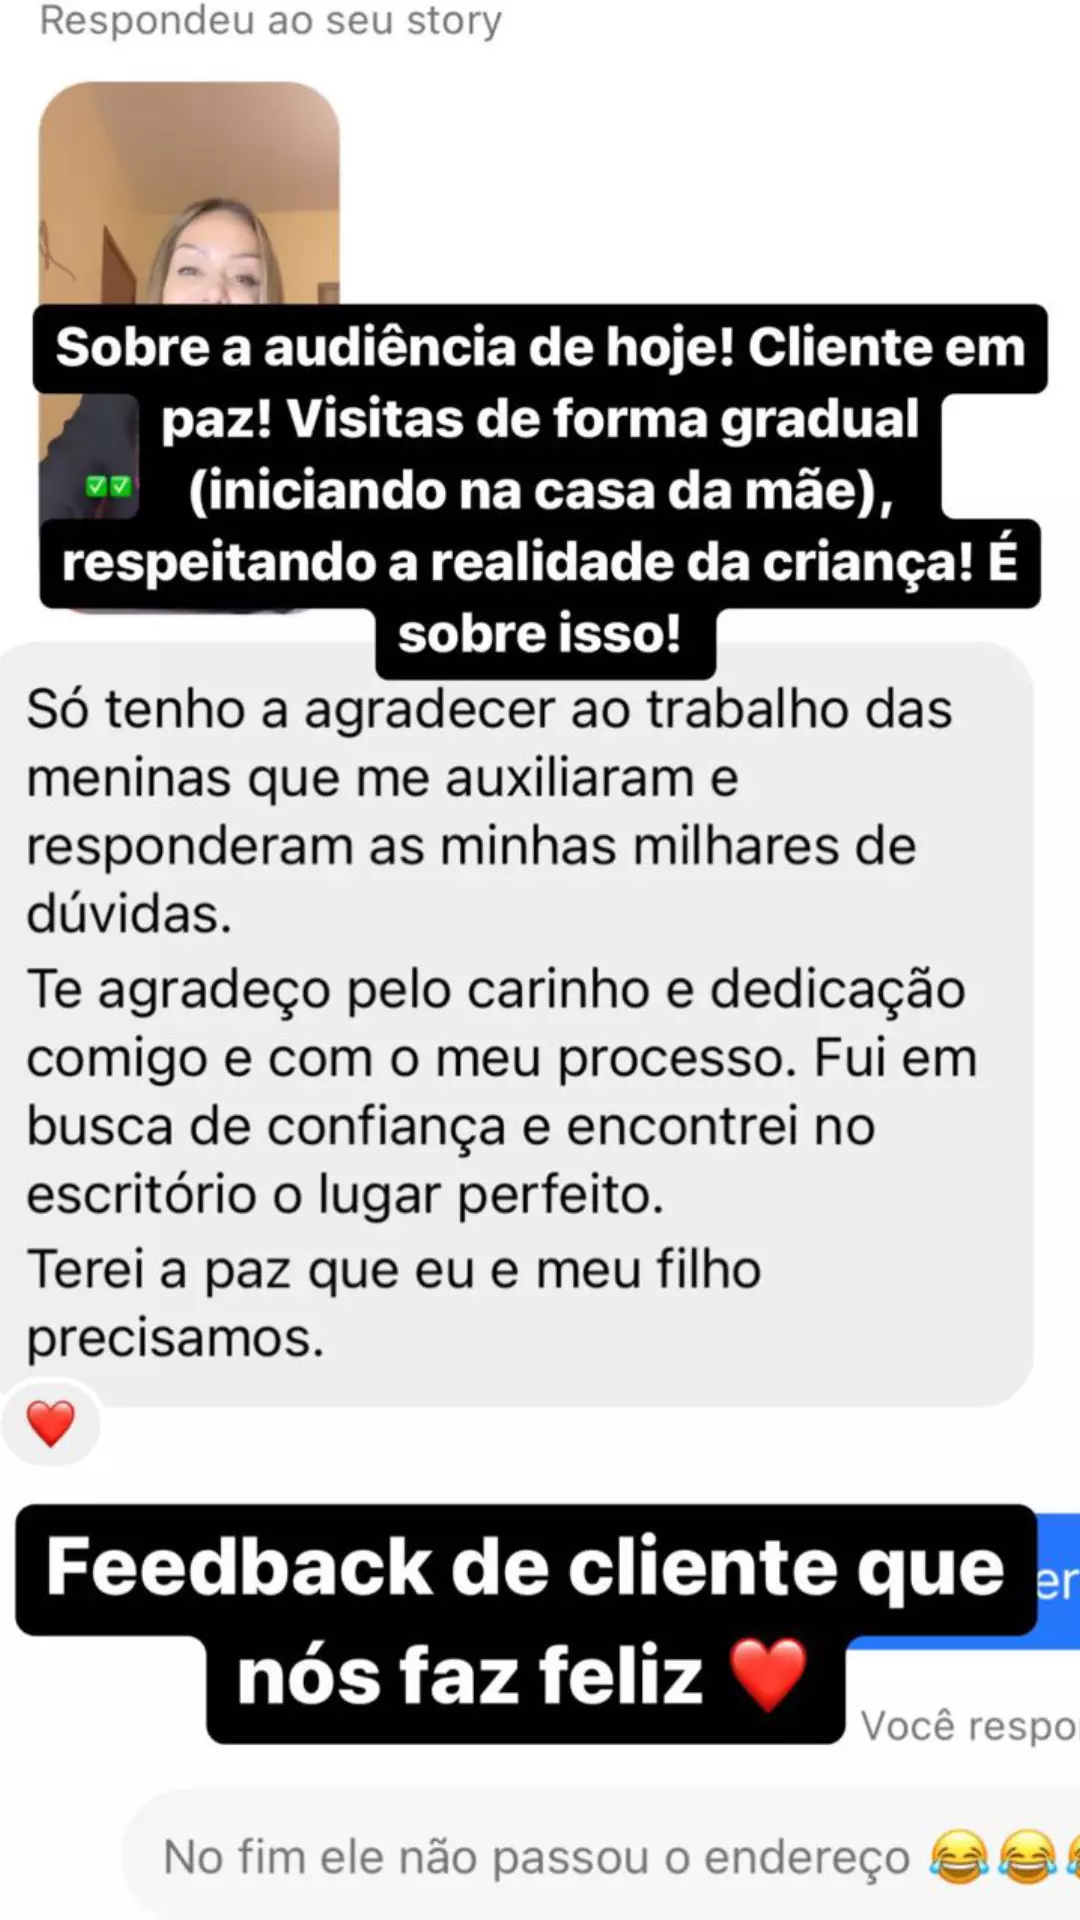 Respondeu ao seu story
Sobre a audiência de hoje! Cliente em
paz! Visitas de forma gradual
(iniciando na casa da mãe),
respeitando a realidade da criança! É
sobre isso!
Só tenho a agradecer ao trabalho das
meninas que me auxiliaram e
responderam as minhas milhares de
dúvidas.
Te agradeço pelo carinho e dedicação
comigo e com o meu processo. Fui em
busca de confiança e encontrei no
escritório o lugar perfeito.
Terei a paz que eu e meu filho
precisamos.
Feedback de cliente que
nós faz feliz ❤️
Você
No fim ele não passou o endereço 😂😂